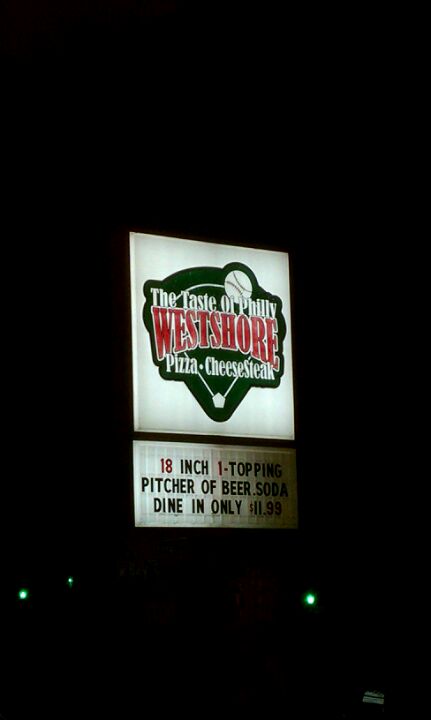 The Taste Of Philly
WESTSHORE
Pizza • CheeseSteak
18 INCH 1-TOPPING
PITCHER OF BEER.SODA
DINE IN ONLY $11.99